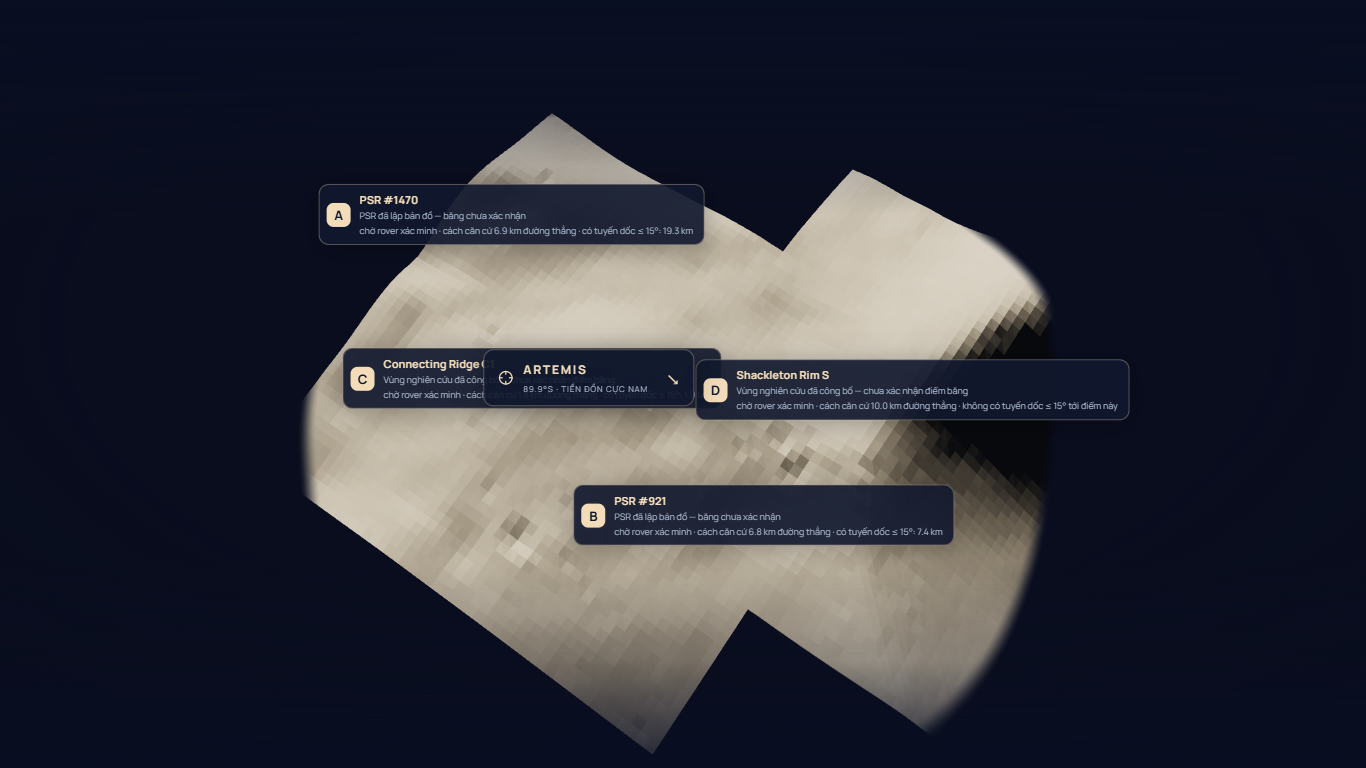 A
PSR #1470
PSR đã lập bản đồ — băng chưa xác nhận
chờ rover xác minh · cách căn cứ 6.9 km đường thẳng · có tuyến dốc ≤ 15°: 19.3 km
C
Connecting Ridge
Vùng nghiên cứu đã công
chờ rover xác minh · cách
ARTEMIS
89.9°S · TIỀN ĐỒN CỰC NAM
↘
D
Shackleton Rim S
Vùng nghiên cứu đã công bố — chưa xác nhận điểm băng
chờ rover xác minh · cách căn cứ 10.0 km đường thẳng · không có tuyến dốc ≤ 15° tới điểm này
B
PSR #921
PSR đã lập bản đồ — băng chưa xác nhận
chờ rover xác minh · cách căn cứ 6.8 km đường thẳng · có tuyến dốc ≤ 15°: 7.4 km